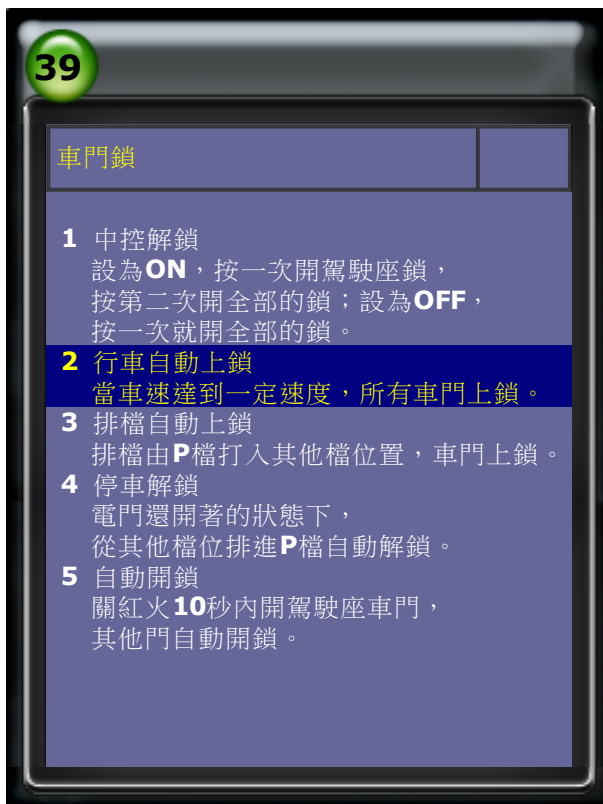 39
車門鎖
1 中控解鎖
設為ON，按一次開駕駛座鎖，
按第二次開全部的鎖；設為OFF，
按一次就開全部的鎖。
2 行車自動上鎖
當車速達到一定速度，所有車門上鎖。
3 排檔自動上鎖
排檔由P檔打入其他檔位置，車門上鎖。
4 停車解鎖
電門還開著的狀態下，
從其他檔位排進P檔自動解鎖。
5 自動開鎖
關紅火10秒內開駕駛座車門，
其他門自動開鎖。